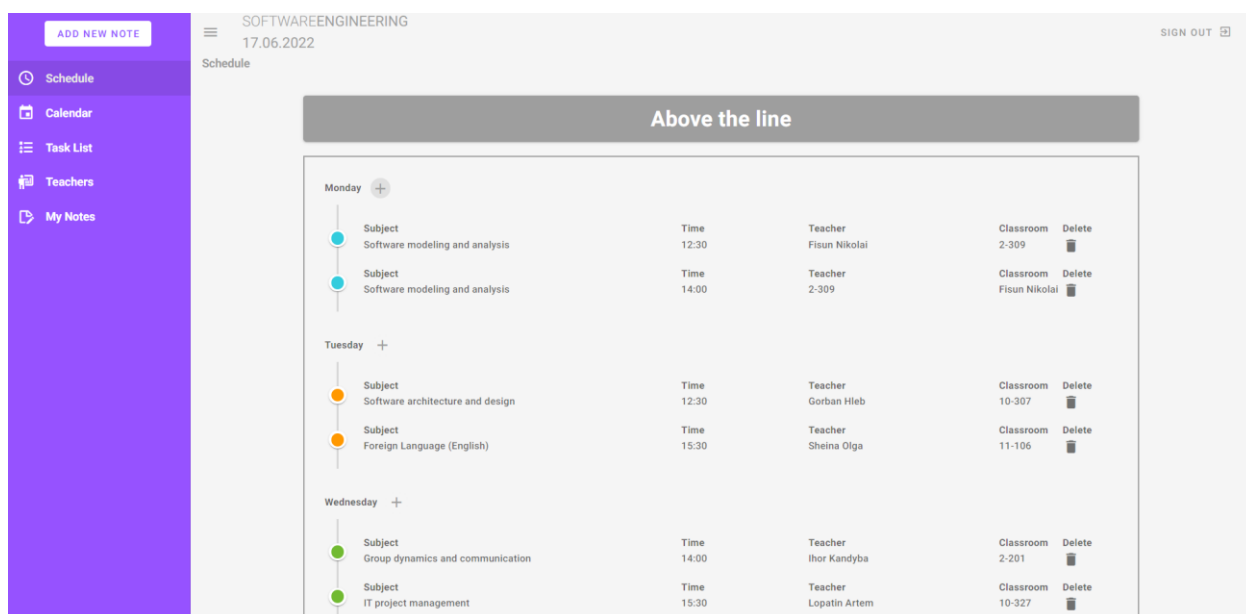 ADD NEW NOTE
Schedule
Calendar
Task List
Teachers
My Notes
SOFTWAREENGINEERING
17.06.2022
SIGN OUT
Schedule
Above the line
Monday
Subject Time Teacher Classroom Delete
Software modeling and analysis 12:30 Fisun Nikolai 2-309
Subject Time Teacher Classroom Delete
Software modeling and analysis 14:00 2-309 Fisun Nikolai
Tuesday
Subject Time Teacher Classroom Delete
Software architecture and design 12:30 Gorban Hleb 10-307
Subject Time Teacher Classroom Delete
Foreign Language (English) 15:30 Sheina Olga 11-106
Wednesday
Subject Time Teacher Classroom Delete
Group dynamics and communication 14:00 Ihor Kandyba 2-201
Subject Time Teacher Classroom Delete
IT project management 15:30 Lopatin Artem 10-327